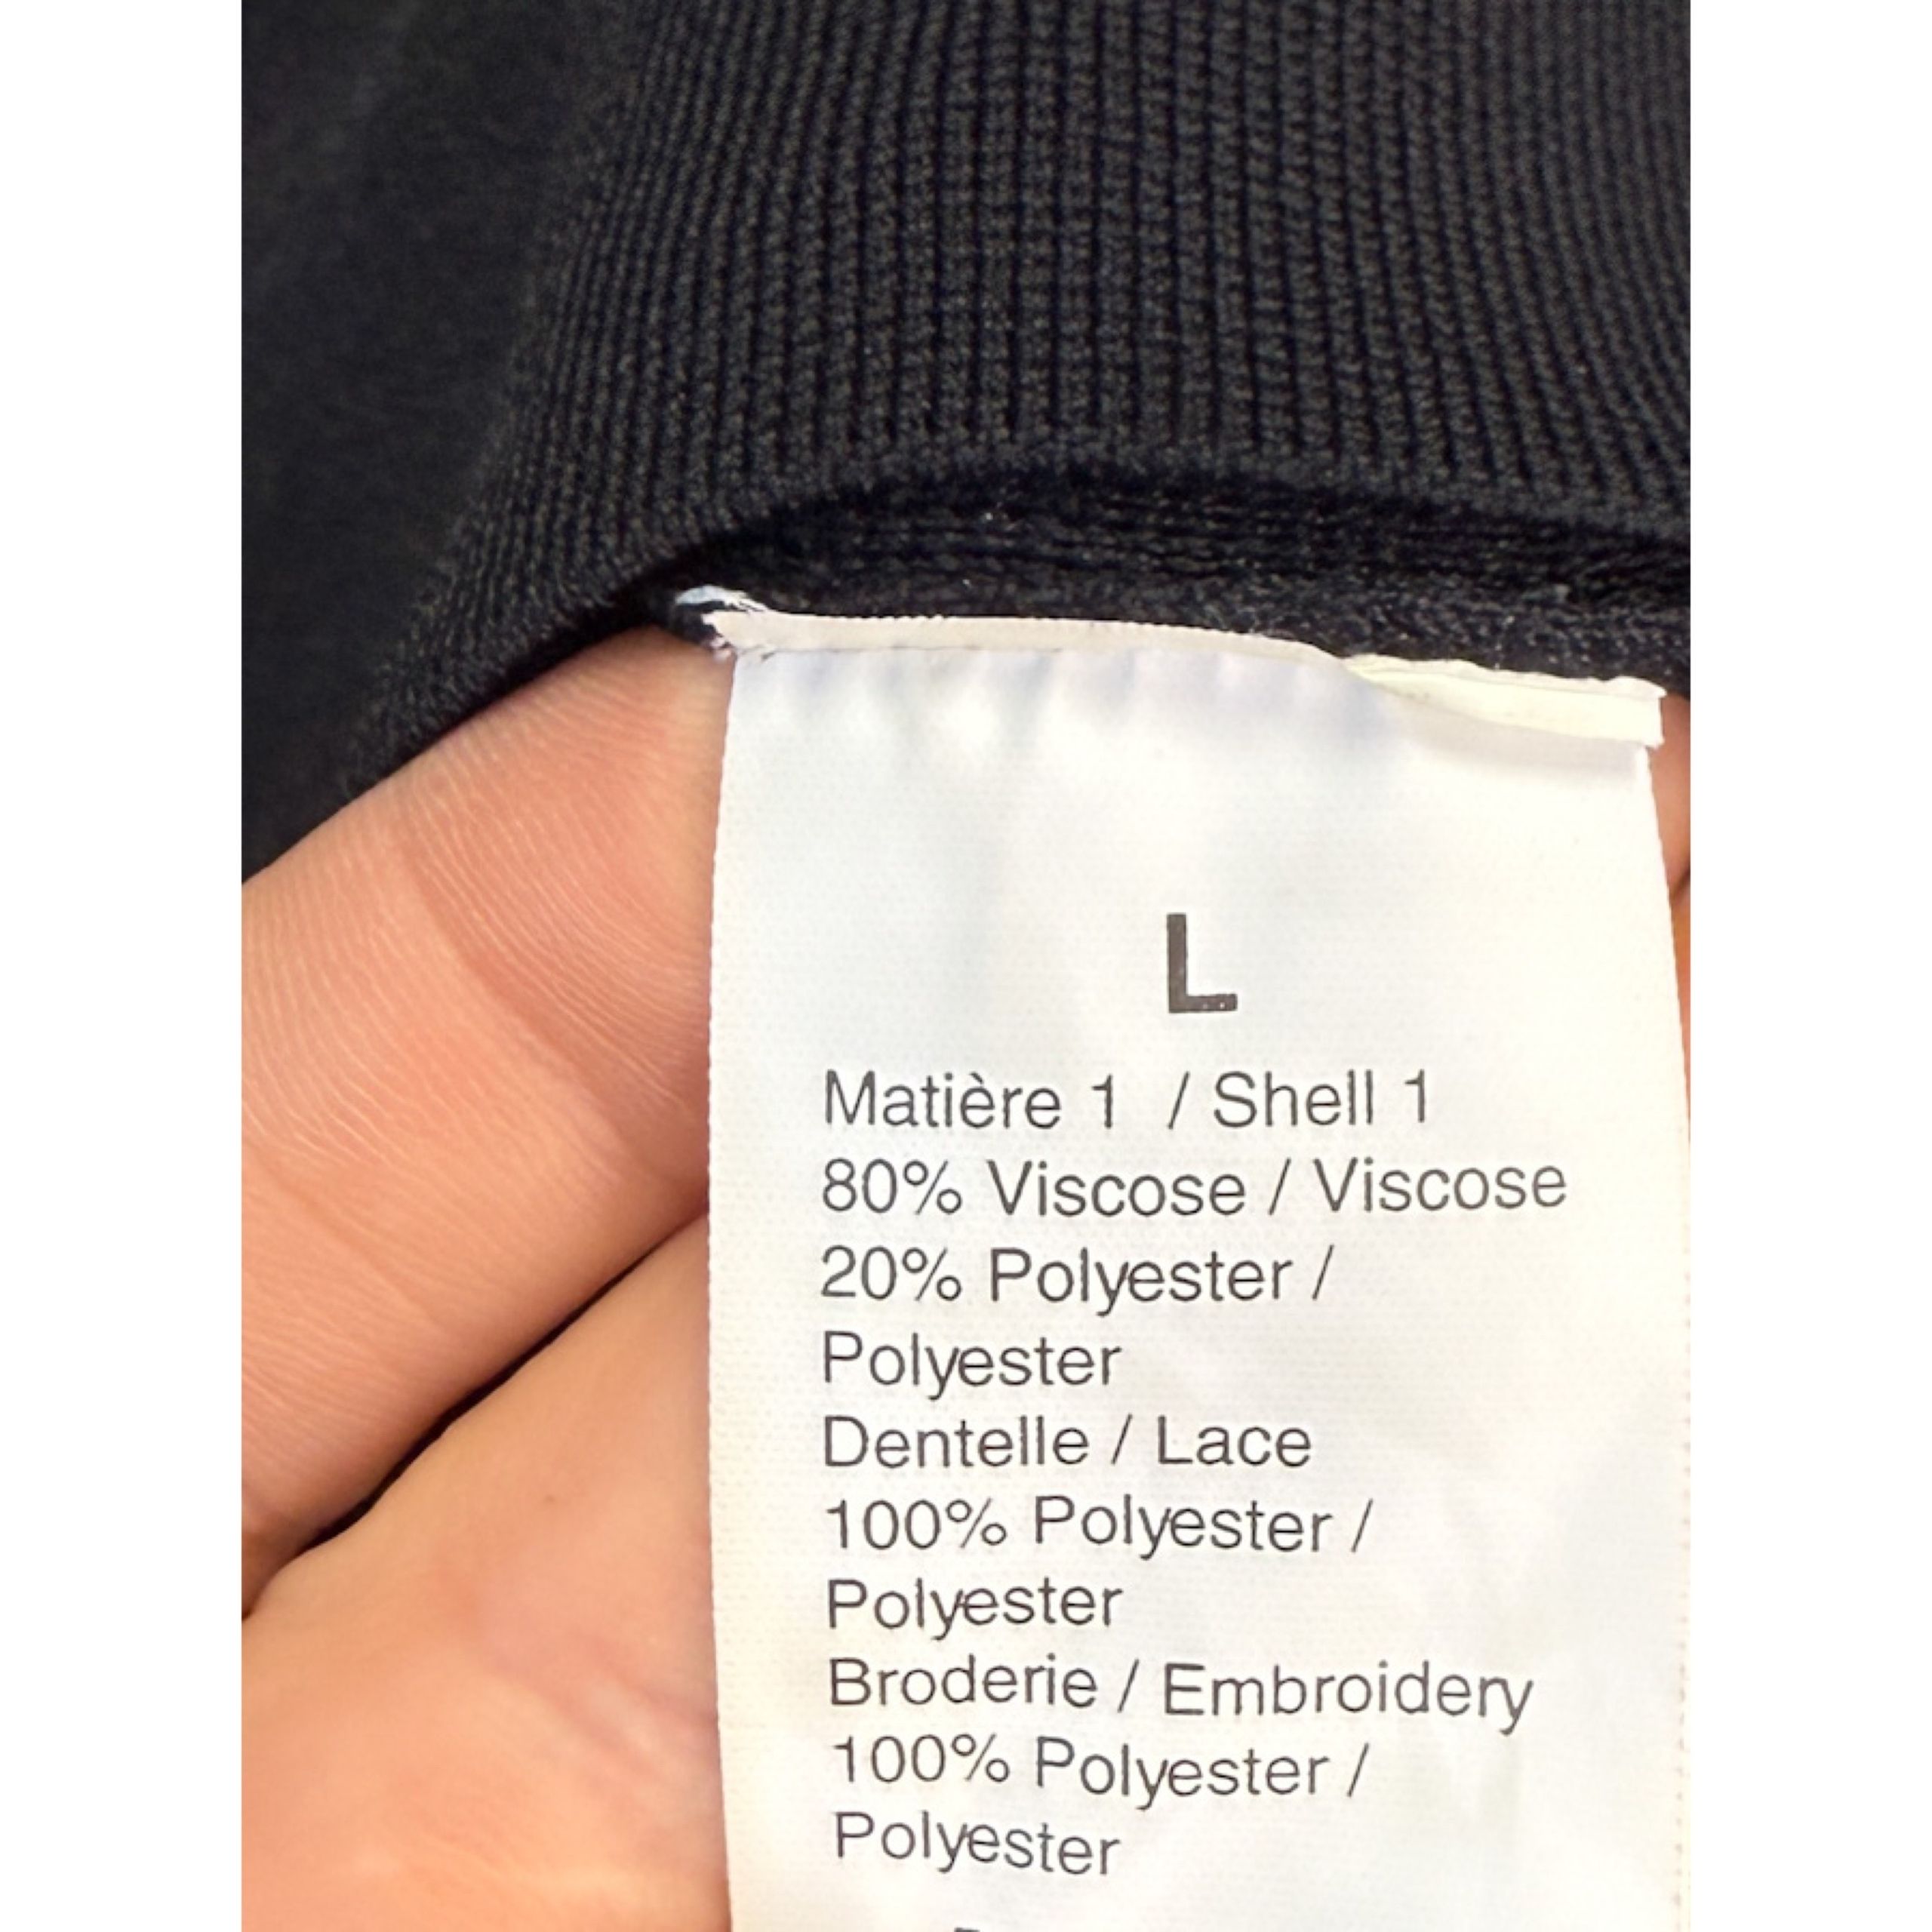 L
Matière 1 / Shell 1
80% Viscose / Viscose
20% Polyester /
Polyester
Dentelle / Lace
100% Polyester /
Polyester
Broderie / Embroidery
100% Polyester /
Polyester